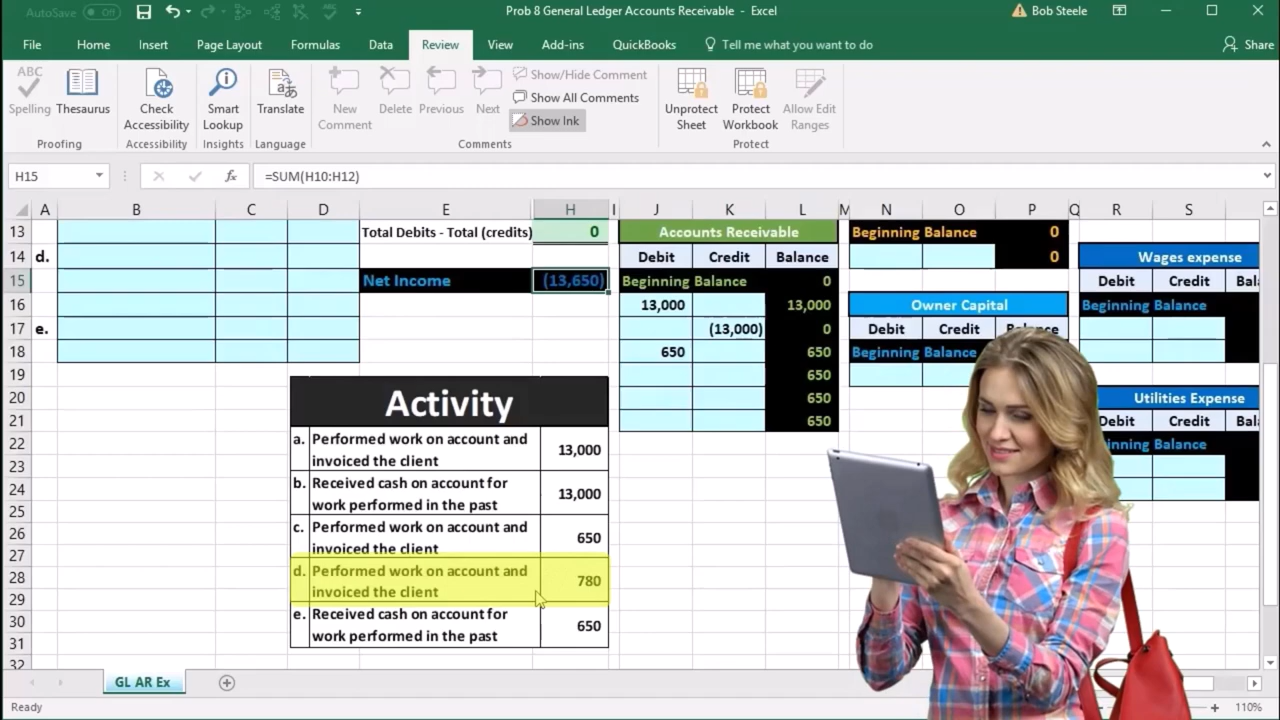 AutoSave Off
Prob 8 General Ledger Accounts Receivable - Excel
Bob Steele
File Home Insert Page Layout Formulas Data Review View Add-ins QuickBooks Tell me what you want to do Share
ABC
Spelling Thesaurus
Check Accessibility
Smart Lookup
Translate
New Comment
Delete Previous Next
Show/Hide Comment
Show All Comments
Show Ink
Unprotect Sheet
Protect Workbook
Allow Edit Ranges
Proofing Accessibility Insights Language Comments Protect
H15 fx =SUM(H10:H12)
A B C D E H I J K L M N O P Q R S
13 Total Debits - Total (credits) 0 Accounts Receivable Beginning Balance 0
14 d. Debit Credit Balance 0 Wages expense
15 Net Income (13,650) Beginning Balance 0 Debit Credit
16 13,000 13,000 Owner Capital Beginning Balance
17 e. (13,000) 0 Debit Credit Balance
18 650 650 Beginning Balance
19 650
20 Activity 650 Utilities Expense
21 650 Debit Credit
22 a. Performed work on account and
23 invoiced the client 13,000
24 b. Received cash on account for
25 work performed in the past 13,000
26 c. Performed work on account and
27 invoiced the client 650
28 d. Performed work on account and
29 invoiced the client 780
30 e. Received cash on account for
31 work performed in the past 650
32
GL AR Ex
Ready 110%